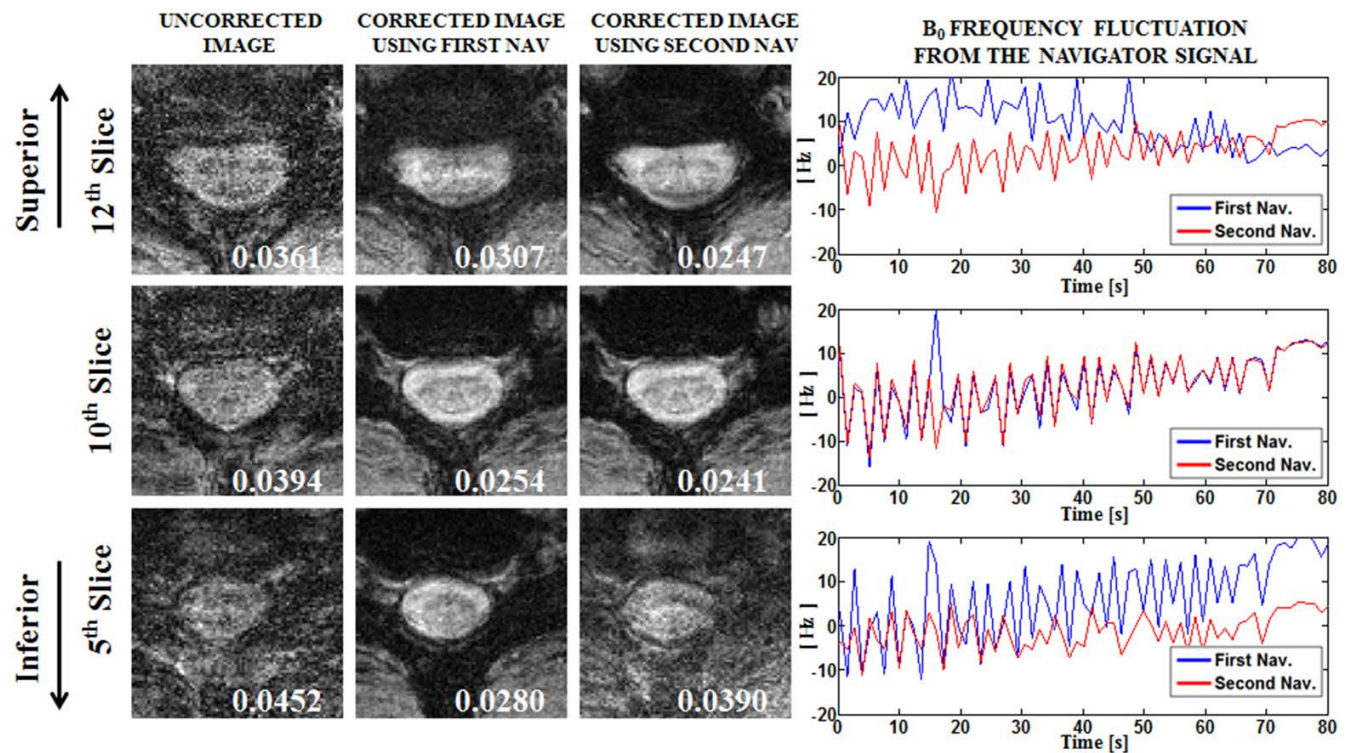 UNCORRECTED
IMAGE
CORRECTED IMAGE
USING FIRST NAV
CORRECTED IMAGE
USING SECOND NAV
B₀ FREQUENCY FLUCTUATION
FROM THE NAVIGATOR SIGNAL
Superior
12th Slice
0.0361
0.0307
0.0247
[ Hz ]
20
10
0
-10
-20
First Nav.
Second Nav.
0 10 20 30 40 50 60 70 80
Time [s]
10th Slice
0.0394
0.0254
0.0241
[ Hz ]
20
10
0
-10
-20
First Nav.
Second Nav.
0 10 20 30 40 50 60 70 80
Time [s]
Inferior
5th Slice
0.0452
0.0280
0.0390
[ Hz ]
20
10
0
-10
-20
First Nav.
Second Nav.
0 10 20 30 40 50 60 70 80
Time [s]